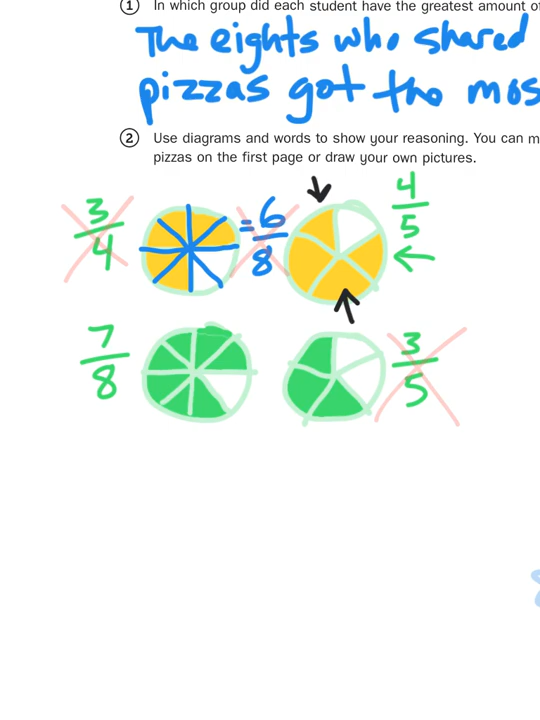 ① In which group did each student have the greatest amount of
The eights who shared
pizzas got the mos
② Use diagrams and words to show your reasoning. You can m
pizzas on the first page or draw your own pictures.
3/4 = 6/8 4/5
7/8 3/5